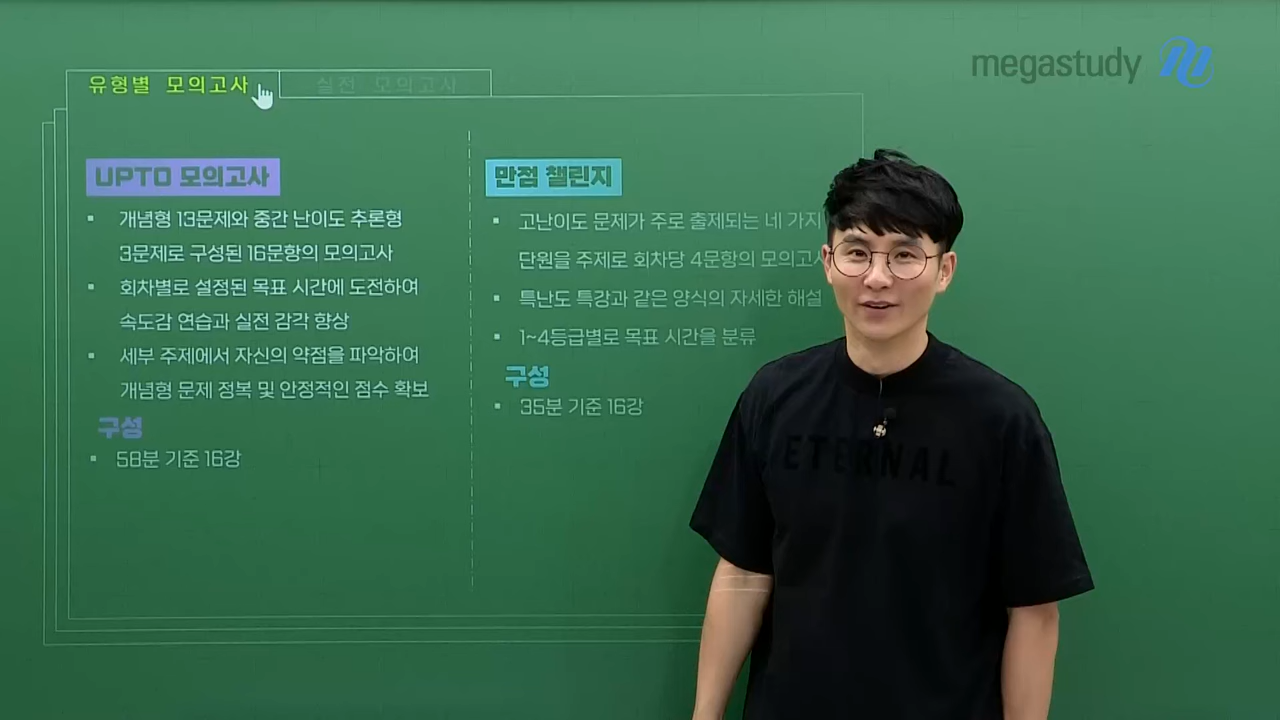 megastudy
유형별 모의고사
실전 모의고사
UPTO 모의고사
▪ 개념형 13문제와 중간 난이도 추론형
3문제로 구성된 16문항의 모의고사
▪ 회차별로 설정된 목표 시간에 도전하여
속도감 연습과 실전 감각 향상
▪ 세부 주제에서 자신의 약점을 파악하여
개념형 문제 정복 및 안정적인 점수 확보
구성
▪ 58분 기준 16강
만점 챌린지
▪ 고난이도 문제가 주로 출제되는 네 가지
단원을 주제로 회차당 4문항의 모의고사
▪ 특난도 특강과 같은 양식의 자세한 해설
▪ 1~4등급별로 목표 시간을 분류
구성
▪ 35분 기준 16강
ETERNAL